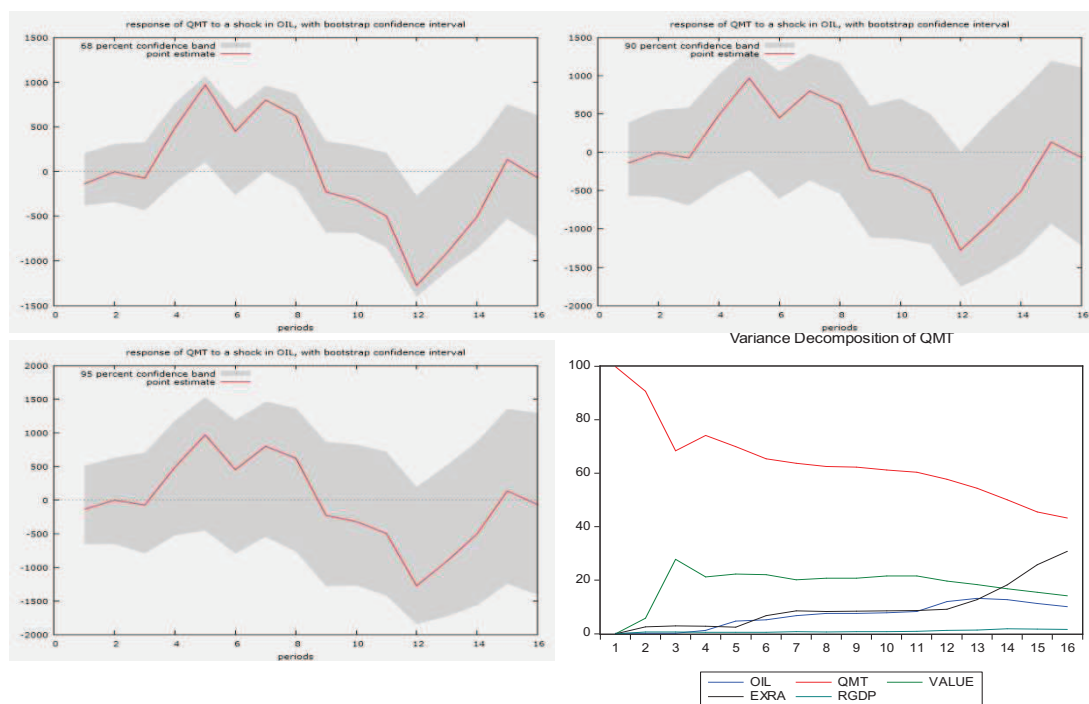 response of QMT to a shock in OIL, with bootstrap confidence interval
1500
1000
500
0
-500
-1000
-1500
68 percent confidence band
point estimate
0 2 4 6 8 10 12 14 16
periods
response of QMT to a shock in OIL, with bootstrap confidence interval
1500
1000
500
0
-500
-1000
-1500
-2000
90 percent confidence band
point estimate
0 2 4 6 8 10 12 14 16
periods
response of QMT to a shock in OIL, with bootstrap confidence interval
2000
1500
1000
500
0
-500
-1000
-1500
-2000
95 percent confidence band
point estimate
0 2 4 6 8 10 12 14 16
periods
Variance Decomposition of QMT
100
80
60
40
20
0
1 2 3 4 5 6 7 8 9 10 11 12 13 14 15 16
OIL QMT VALUE
EXRA RGDP